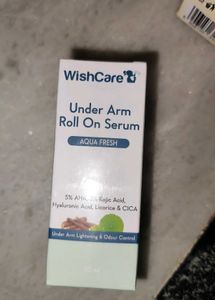 WishCare
Under Arm
Roll On Serum
AQUA FRESH
5% AHA, Kojic Acid,
Hyaluronic Acid, Licorice & CICA
Under Arm Lightening & Odour Control